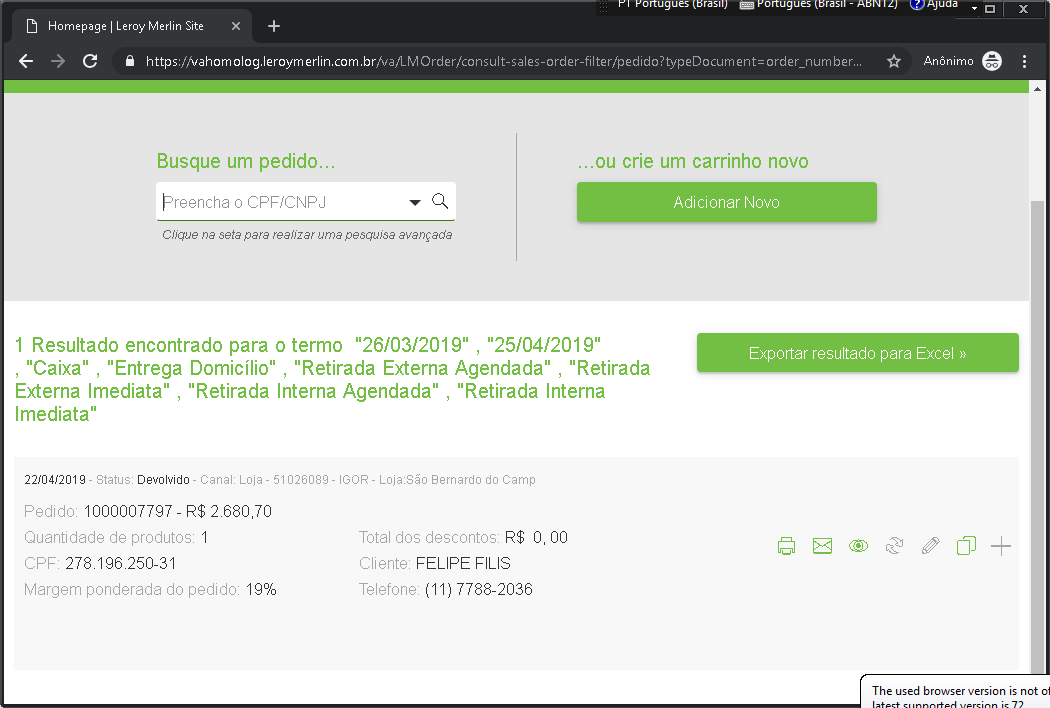 PT Português (Brasil) Português (Brasil - ABNT2) Ajuda
Homepage | Leroy Merlin Site
https://vahomolog.leroymerlin.com.br/va/LMOrder/consult-sales-order-filter/pedido?typeDocument=order_number...
Anônimo
Busque um pedido...
...ou crie um carrinho novo
Preencha o CPF/CNPJ
Adicionar Novo
Clique na seta para realizar uma pesquisa avançada
1 Resultado encontrado para o termo "26/03/2019" , "25/04/2019"
, "Caixa" , "Entrega Domicílio" , "Retirada Externa Agendada" , "Retirada
Externa Imediata" , "Retirada Interna Agendada" , "Retirada Interna
Imediata"
Exportar resultado para Excel »
22/04/2019 - Status: Devolvido - Canal: Loja - 51026089 - IGOR - Loja:São Bernardo do Camp
Pedido: 1000007797 - R$ 2.680,70
Quantidade de produtos: 1 Total dos descontos: R$ 0, 00
CPF: 278.196.250-31 Cliente: FELIPE FILIS
Margem ponderada do pedido: 19% Telefone: (11) 7788-2036
The used browser version is not of
latest supported version is 72